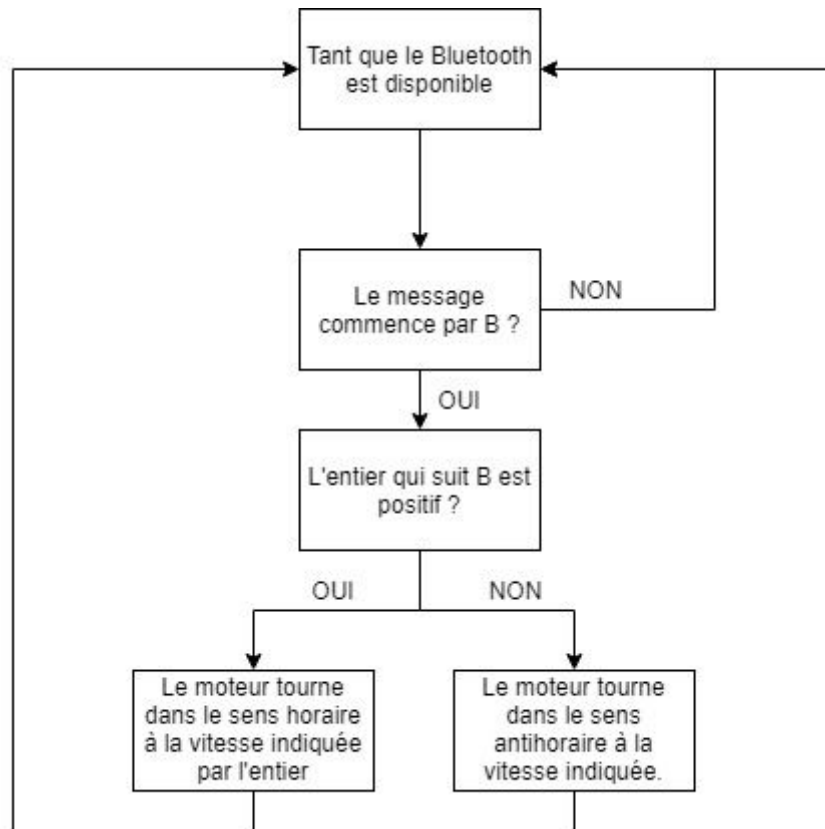 Tant que le Bluetooth
est disponible
Le message
commence par B ?
NON
OUI
L'entier qui suit B est
positif ?
OUI
NON
Le moteur tourne
dans le sens horaire
à la vitesse indiquée
par l'entier
Le moteur tourne
dans le sens
antihoraire à la
vitesse indiquée.